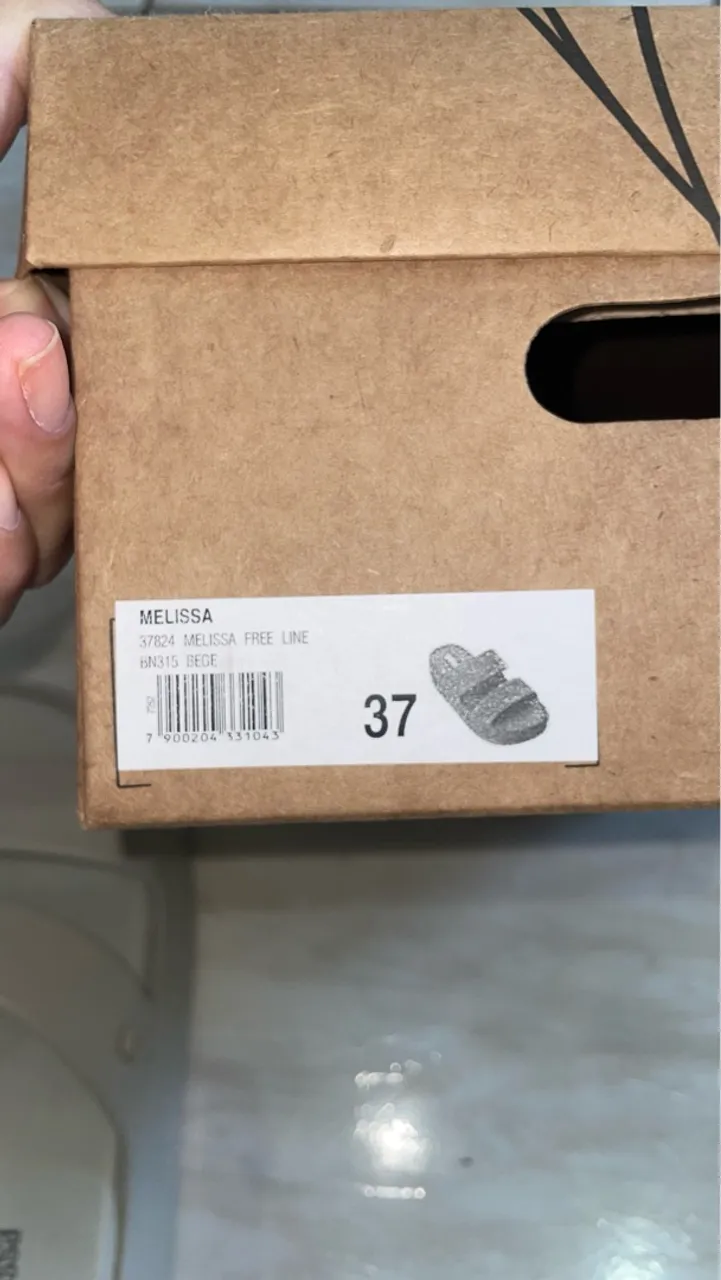 MELISSA
37824 MELISSA FREE LINE
BN315 BEGE
7 900204 331043
37